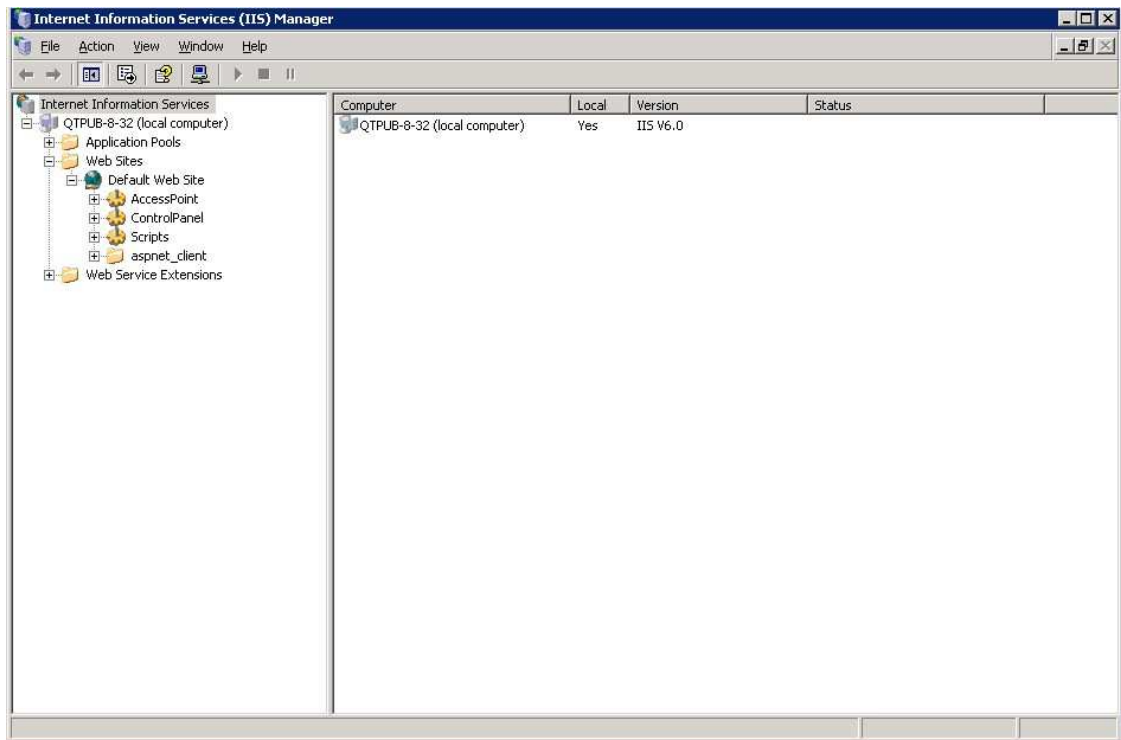 Internet Information Services (IIS) Manager
File Action View Window Help
Internet Information Services
QTPUB-8-32 (local computer)
Application Pools
Web Sites
Default Web Site
AccessPoint
ControlPanel
Scripts
aspnet_client
Web Service Extensions
Computer Local Version Status
QTPUB-8-32 (local computer) Yes IIS V6.0